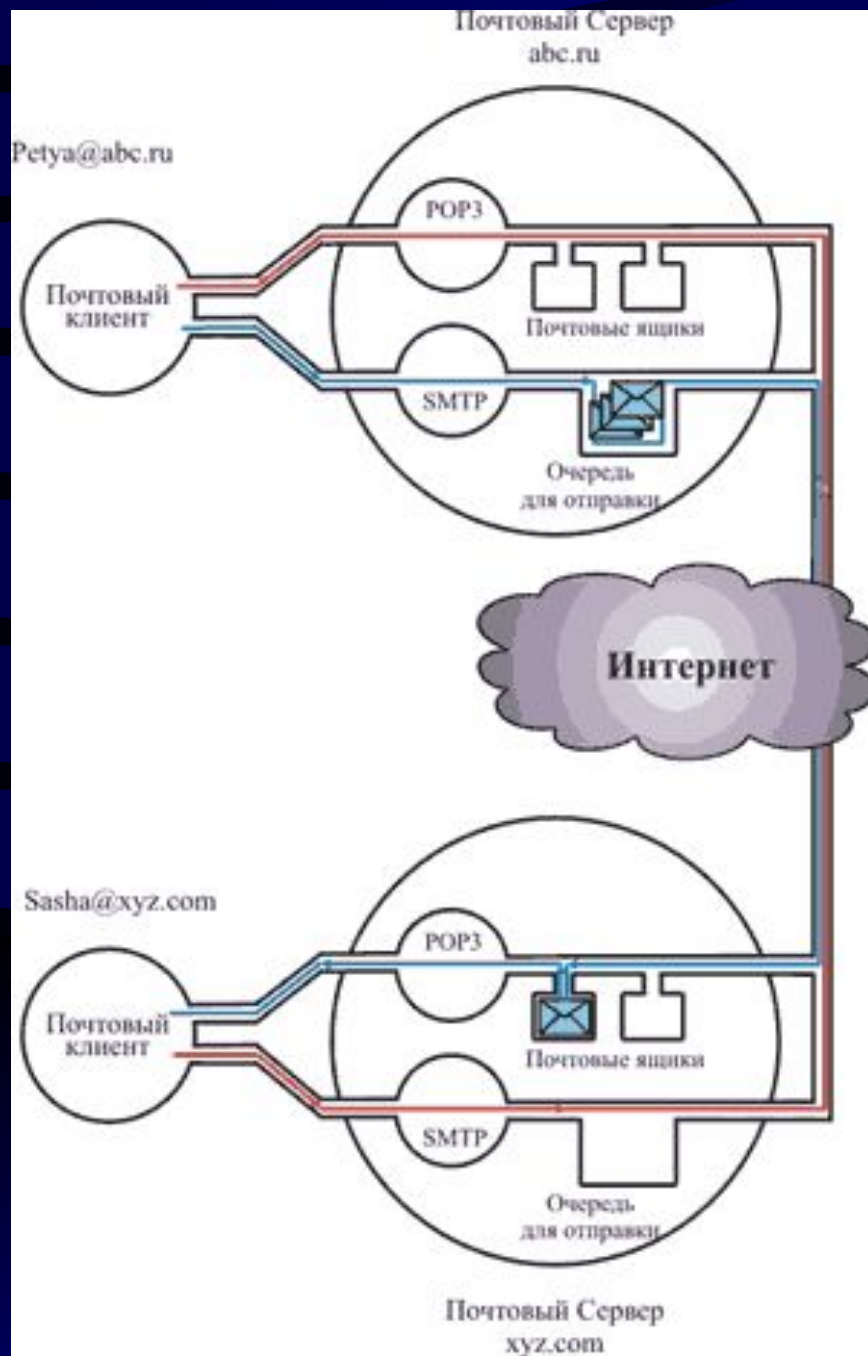 Почтовый Сервер
abc.ru
Petya@abc.ru
POP3
Почтовый
клиент
Почтовые ящики
SMTP
Очередь
для отправки
Интернет
Sasha@xyz.com
POP3
Почтовый
клиент
Почтовые ящики
SMTP
Очередь
для отправки
Почтовый Сервер
xyz.com